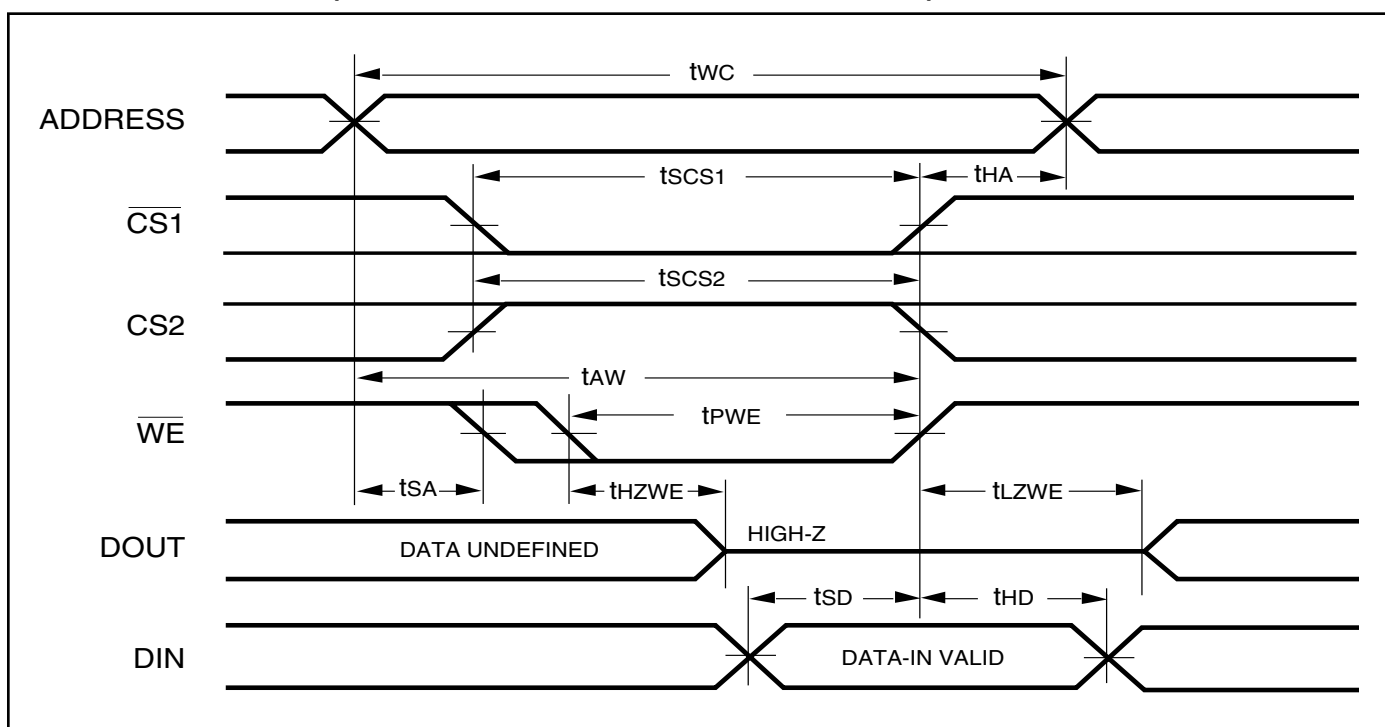 tWC
ADDRESS
tSCS1
tHA
CS1
tSCS2
CS2
tAW
WE
tPWE
tSA
tHZWE
tLZWE
DOUT
DATA UNDEFINED
HIGH-Z
tSD
tHD
DIN
DATA-IN VALID